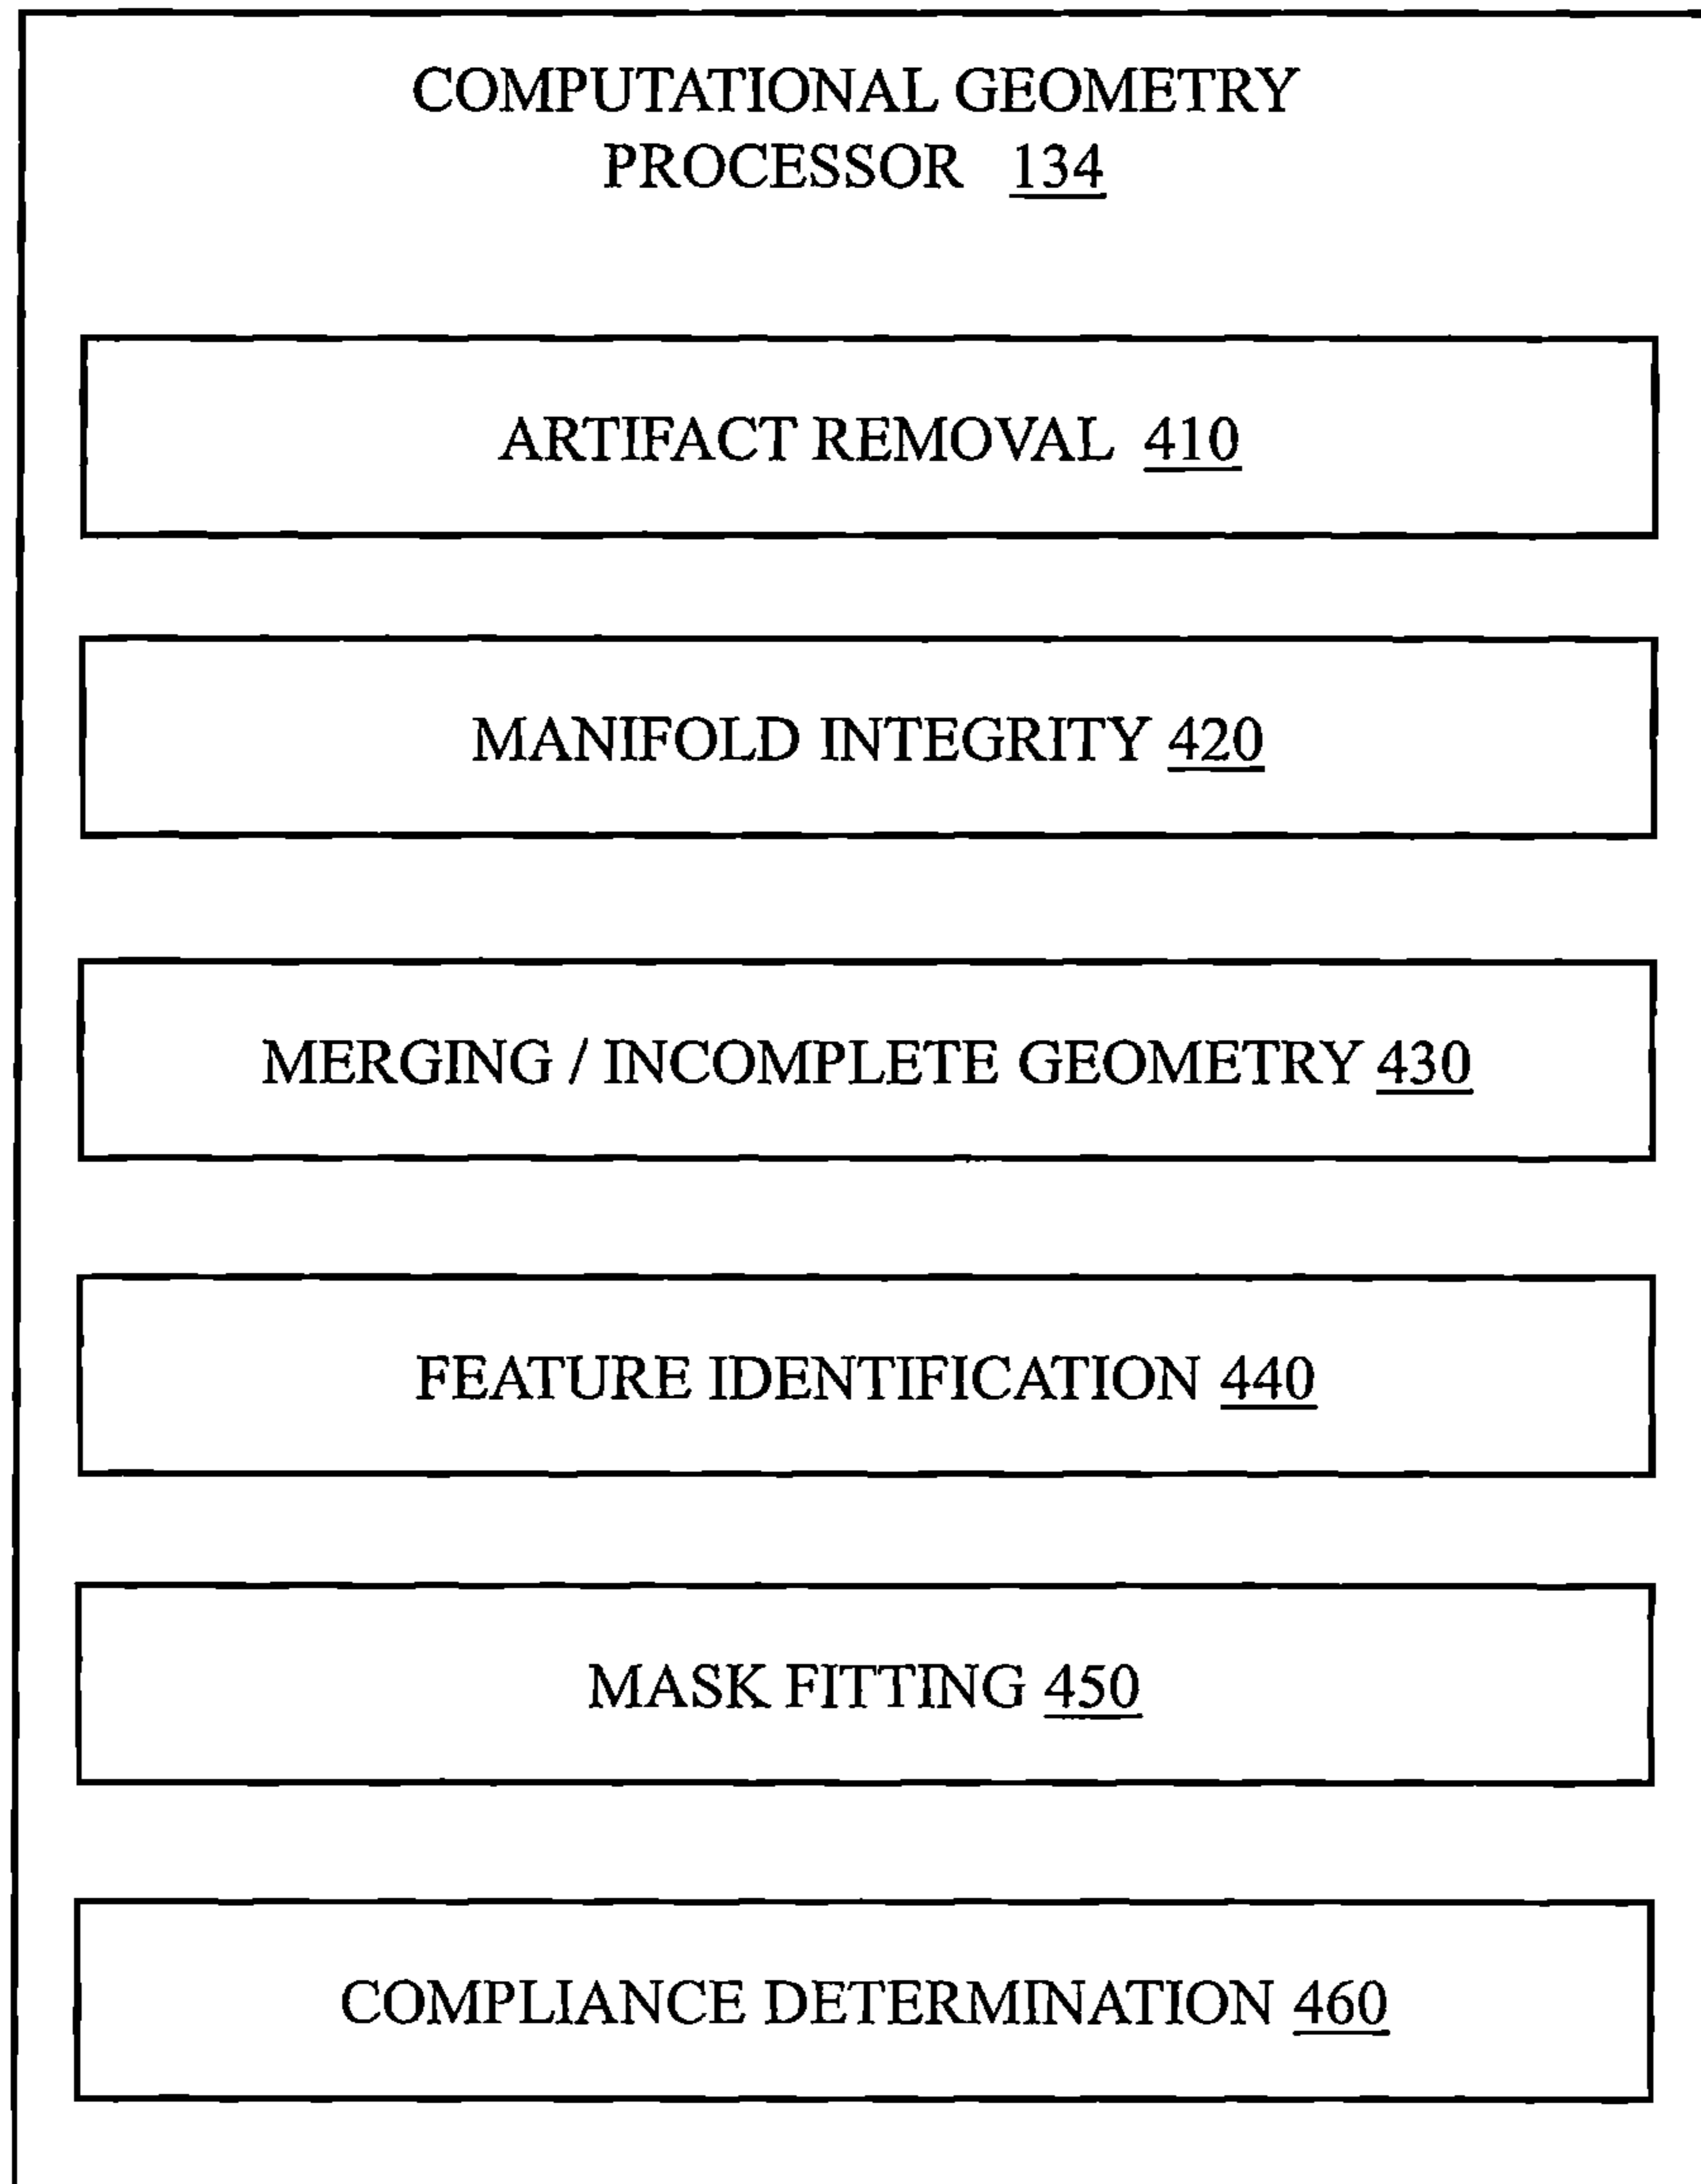 COMPUTATIONAL GEOMETRY
PROCESSOR 134
ARTIFACT REMOVAL 410
MANIFOLD INTEGRITY 420
MERGING / INCOMPLETE GEOMETRY 430
FEATURE IDENTIFICATION 440
MASK FITTING 450
COMPLIANCE DETERMINATION 460